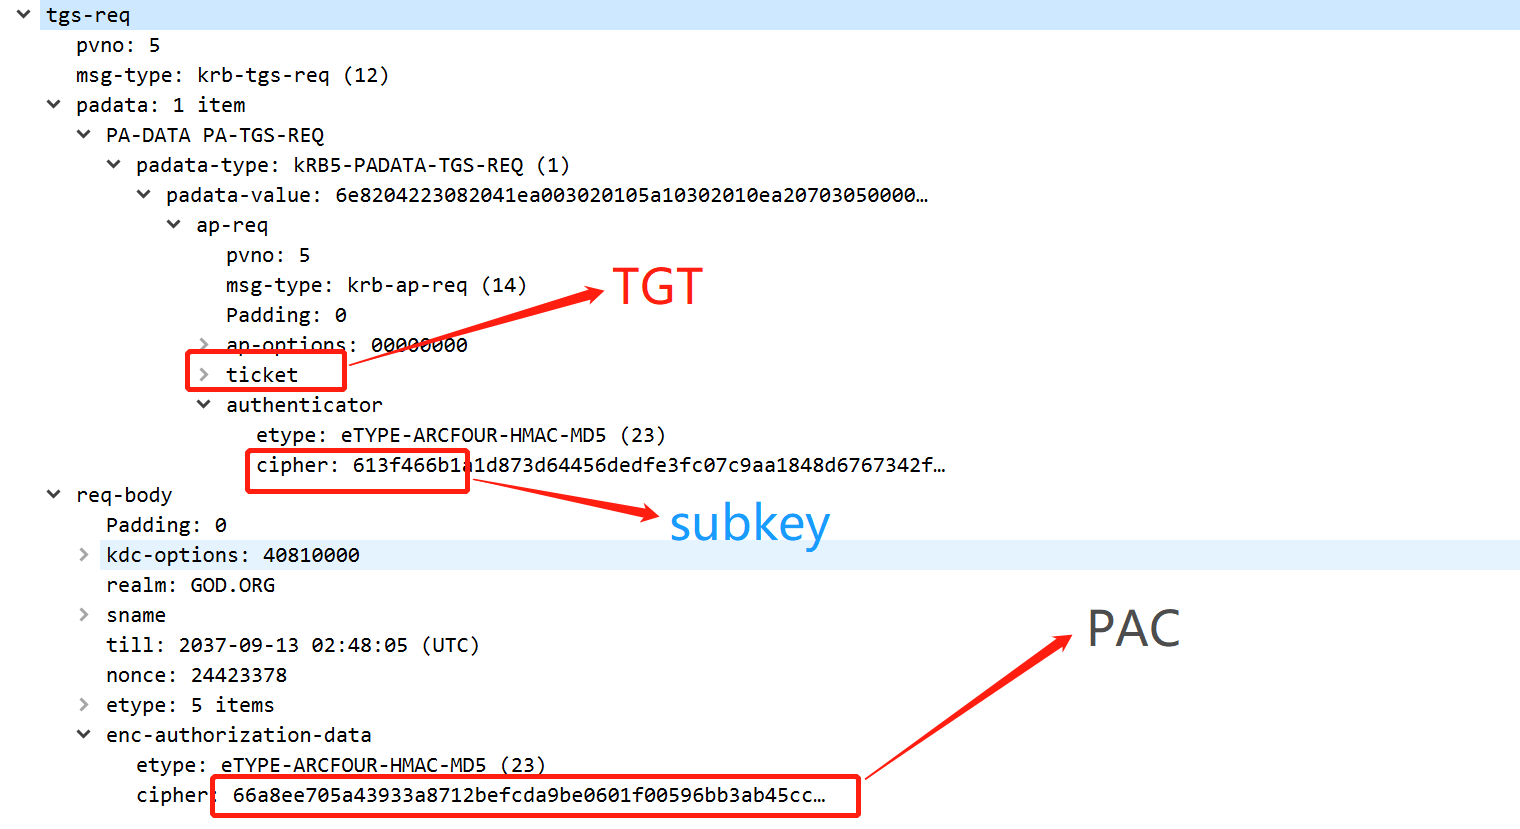 tgs-req
pvno: 5
msg-type: krb-tgs-req (12)
padata: 1 item
PA-DATA PA-TGS-REQ
padata-type: kRB5-PADATA-TGS-REQ (1)
padata-value: 6e8204223082041ea003020105a10302010ea20703050000…
ap-req
pvno: 5
msg-type: krb-ap-req (14)
TGT
Padding: 0
ap-options: 00000000
ticket
authenticator
etype: eTYPE-ARCFOUR-HMAC-MD5 (23)
cipher: 613f466b1a1d873d64456dedfe3fc07c9aa1848d6767342f…
req-body
subkey
Padding: 0
kdc-options: 40810000
realm: GOD.ORG
sname
PAC
till: 2037-09-13 02:48:05 (UTC)
nonce: 24423378
etype: 5 items
enc-authorization-data
etype: eTYPE-ARCFOUR-HMAC-MD5 (23)
cipher: 66a8ee705a43933a8712befcda9be0601f00596bb3ab45cc…